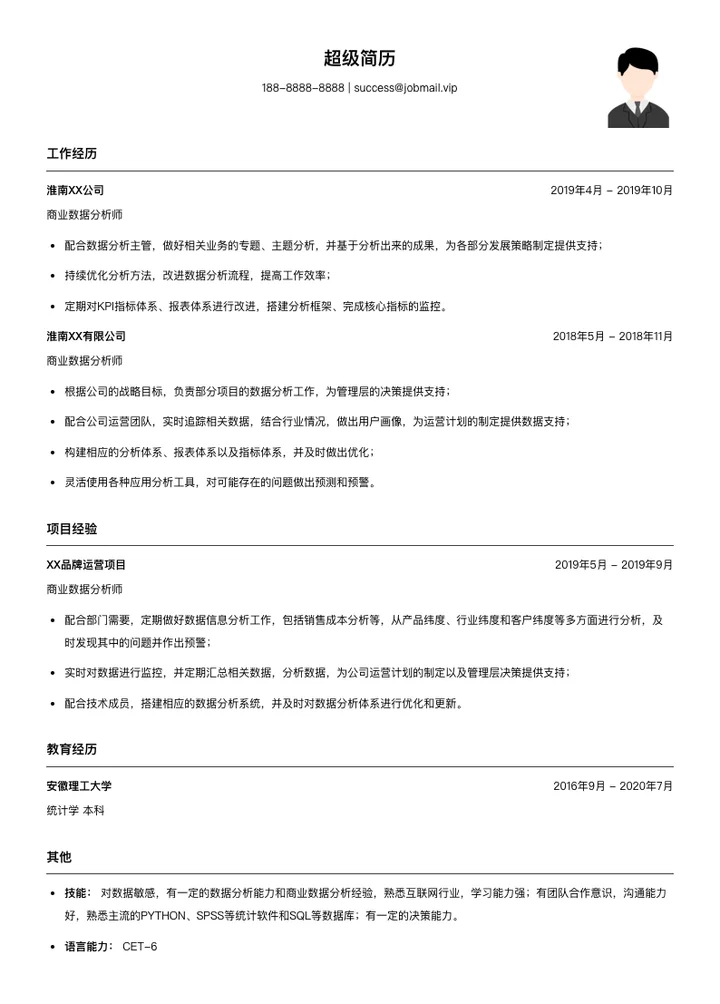 超级简历
188-8888-8888 | success@jobmail.vip
工作经历
淮南XX公司 2019年4月 – 2019年10月
商业数据分析师
• 配合数据分析主管，做好相关业务的专题、主题分析，并基于分析出来的成果，为各部分发展策略制定提供支持；
• 持续优化分析方法，改进数据分析流程，提高工作效率；
• 定期对KPI指标体系、报表体系进行改进，搭建分析框架、完成核心指标的监控。
淮南XX有限公司 2018年5月 – 2018年11月
商业数据分析师
• 根据公司的战略目标，负责部分项目的数据分析工作，为管理层的决策提供支持；
• 配合公司运营团队，实时追踪相关数据，结合行业情况，做出用户画像，为运营计划的制定提供数据支持；
• 构建相应的分析体系、报表体系以及指标体系，并及时做出优化；
• 灵活使用各种应用分析工具，对可能存在的问题做出预测和预警。
项目经验
XX品牌运营项目 2019年5月 – 2019年9月
商业数据分析师
• 配合部门需要，定期做好数据信息分析工作，包括销售成本分析等，从产品纬度、行业纬度和客户纬度等多方面进行分析，及
时发现其中的问题并作出预警；
• 实时对数据进行监控，并定期汇总相关数据，分析数据，为公司运营计划的制定以及管理层决策提供支持；
• 配合技术成员，搭建相应的数据分析系统，并及时对数据分析体系进行优化和更新。
教育经历
安徽理工大学 2016年9月 – 2020年7月
统计学 本科
其他
• 技能： 对数据敏感，有一定的数据分析能力和商业数据分析经验，熟悉互联网行业，学习能力强；有团队合作意识，沟通能力
好，熟悉主流的PYTHON、SPSS等统计软件和SQL等数据库；有一定的决策能力。
• 语言能力： CET-6